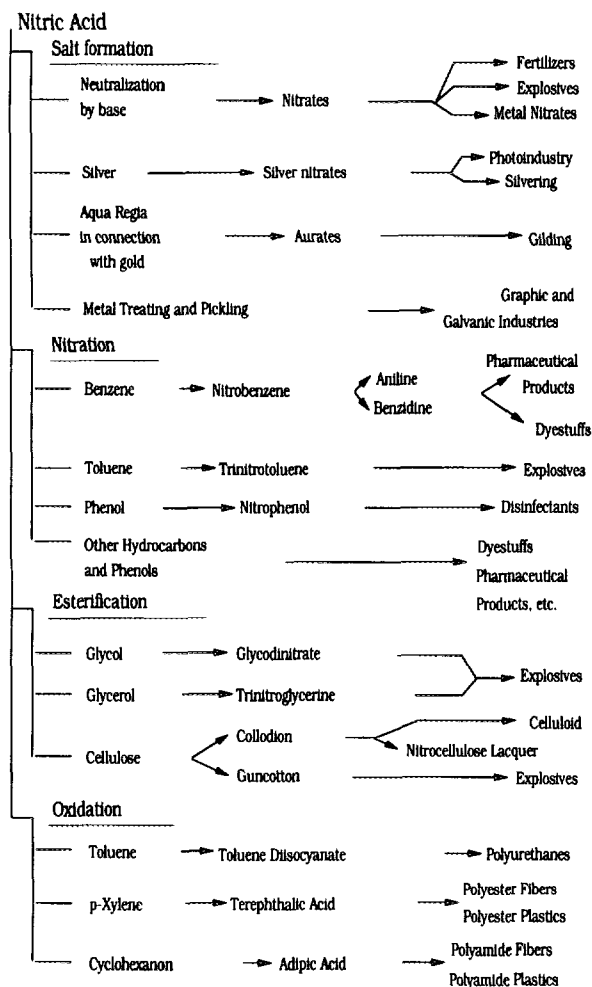 Nitric Acid
Salt formation
Neutralization
by base
Nitrates
Fertilizers
Explosives
Metal Nitrates
Silver
Silver nitrates
Photoindustry
Silvering
Aqua Regia
in connection
with gold
Aurates
Gilding
Metal Treating and Pickling
Graphic and
Galvanic Industries
Nitration
Benzene
Nitrobenzene
Aniline
Benzidine
Pharmaceutical
Products
Dyestuffs
Toluene
Trinitrotoluene
Explosives
Phenol
Nitrophenol
Disinfectants
Other Hydrocarbons
and Phenols
Dyestuffs
Pharmaceutical
Products, etc.
Esterification
Glycol
Glycodinitrate
Glycerol
Trinitroglycerine
Explosives
Cellulose
Collodion
Celluloid
Nitrocellulose Lacquer
Guncotton
Explosives
Oxidation
Toluene
Toluene Diisocyanate
Polyurethanes
p-Xylene
Terephthalic Acid
Polyester Fibers
Polyester Plastics
Cyclohexanon
Adipic Acid
Polyamide Fibers
Polyamide Plastics